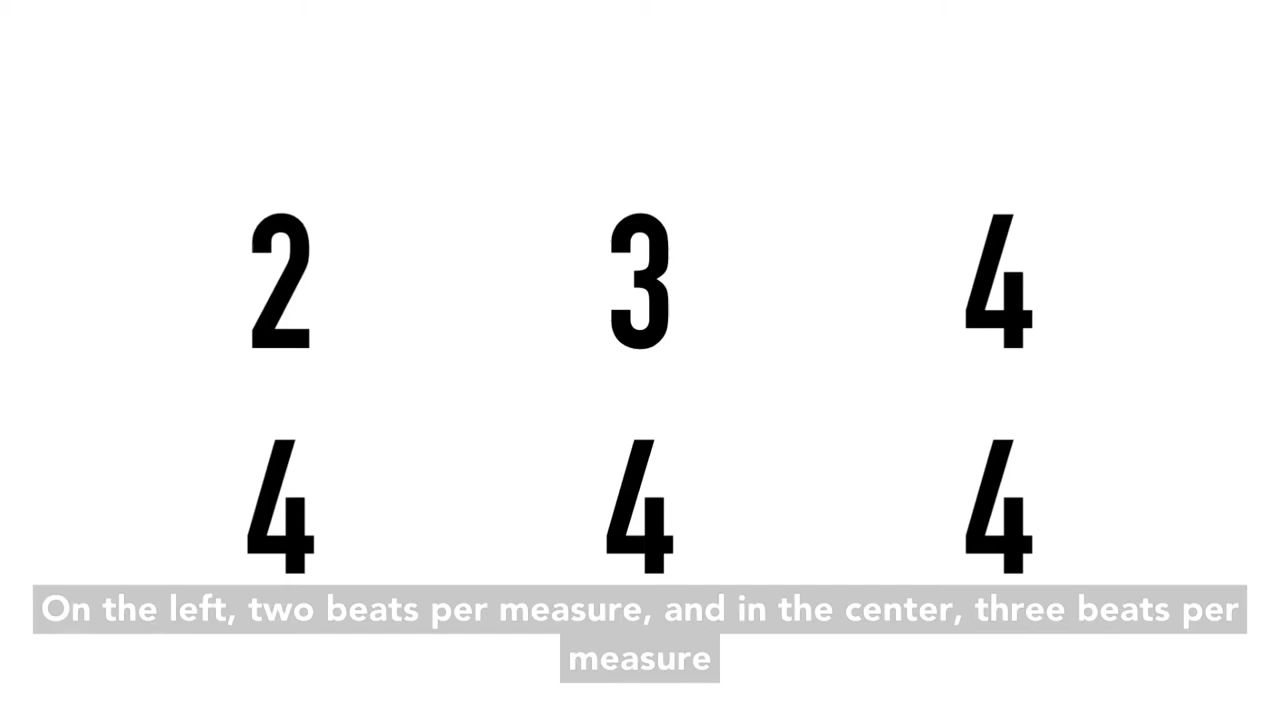 2 3 4
4 4 4
On the left, two beats per measure, and in the center, three beats per
measure